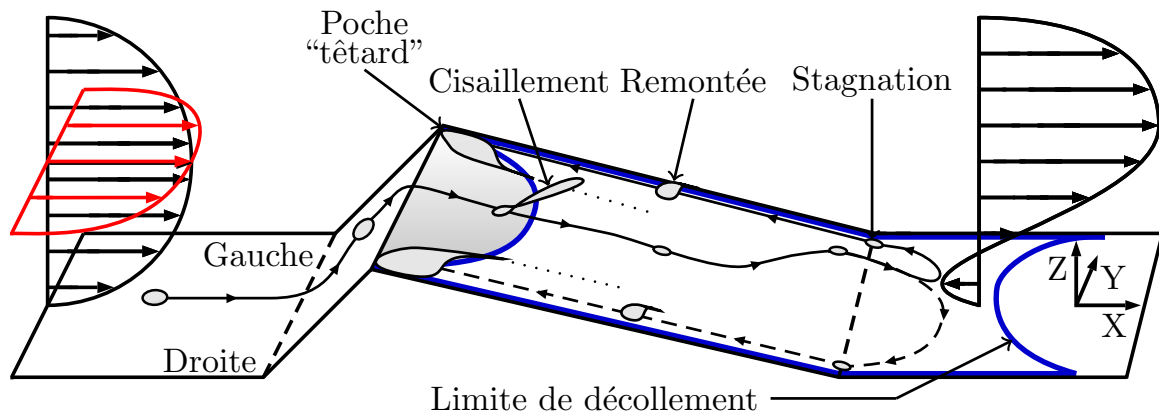 Poche
“têtard”
Cisaillement
Remontée
Stagnation
Gauche
Droite
Z
Y
X
Limite de décollement